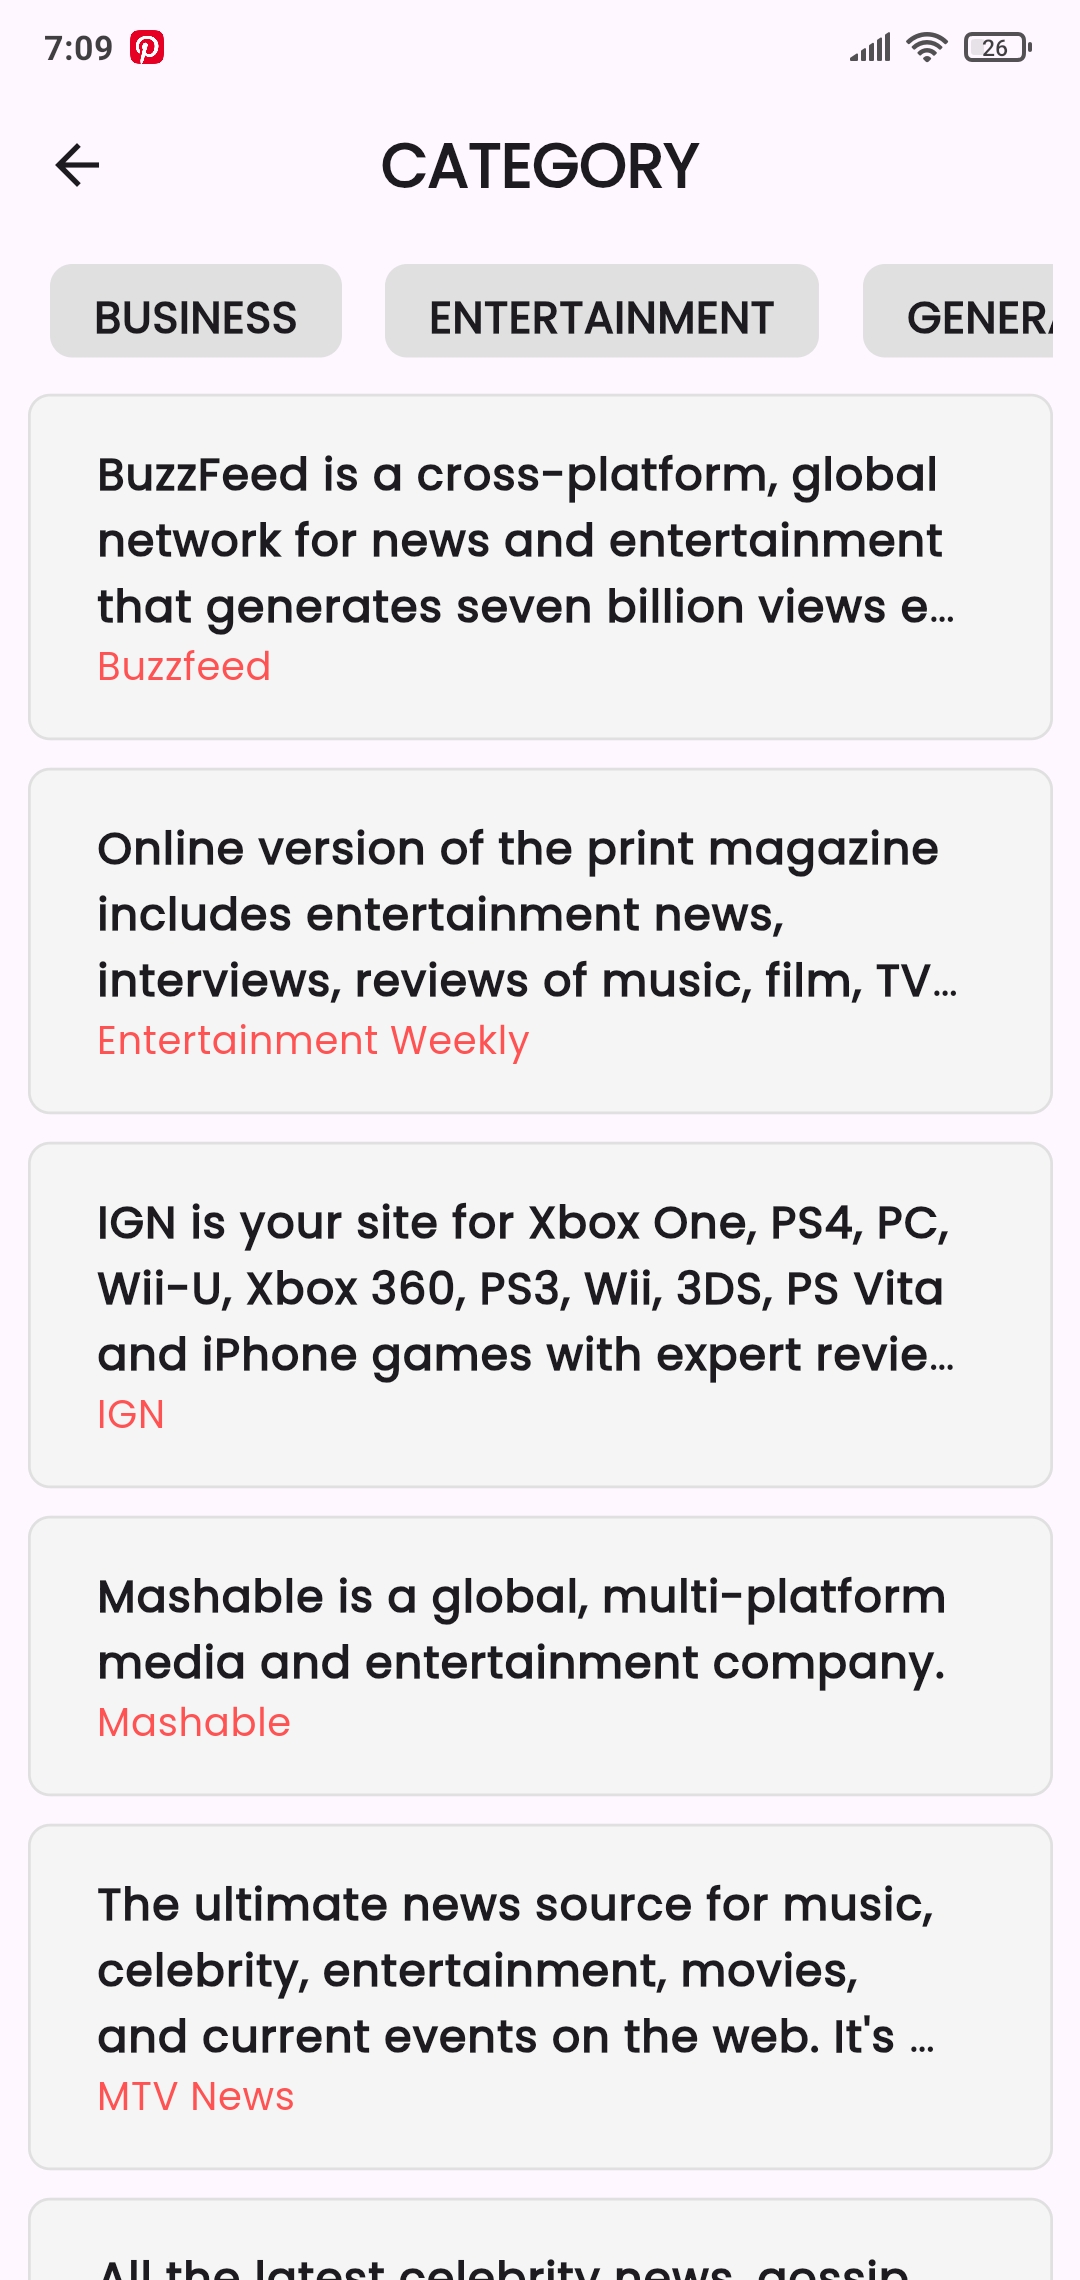 7:09
26
CATEGORY
BUSINESS
ENTERTAINMENT
BuzzFeed is a cross-platform, global
network for news and entertainment
that generates seven billion views e...
Buzzfeed
Online version of the print magazine
includes entertainment news,
interviews, reviews of music, film, TV...
Entertainment Weekly
IGN is your site for Xbox One, PS4, PC,
Wii-U, Xbox 360, PS3, Wii, 3DS, PS Vita
and iPhone games with expert revie...
IGN
Mashable is a global, multi-platform
media and entertainment company.
Mashable
The ultimate news source for music,
celebrity, entertainment, movies,
and current events on the web. It's ...
MTV News
All the latest celebrity news, gossip